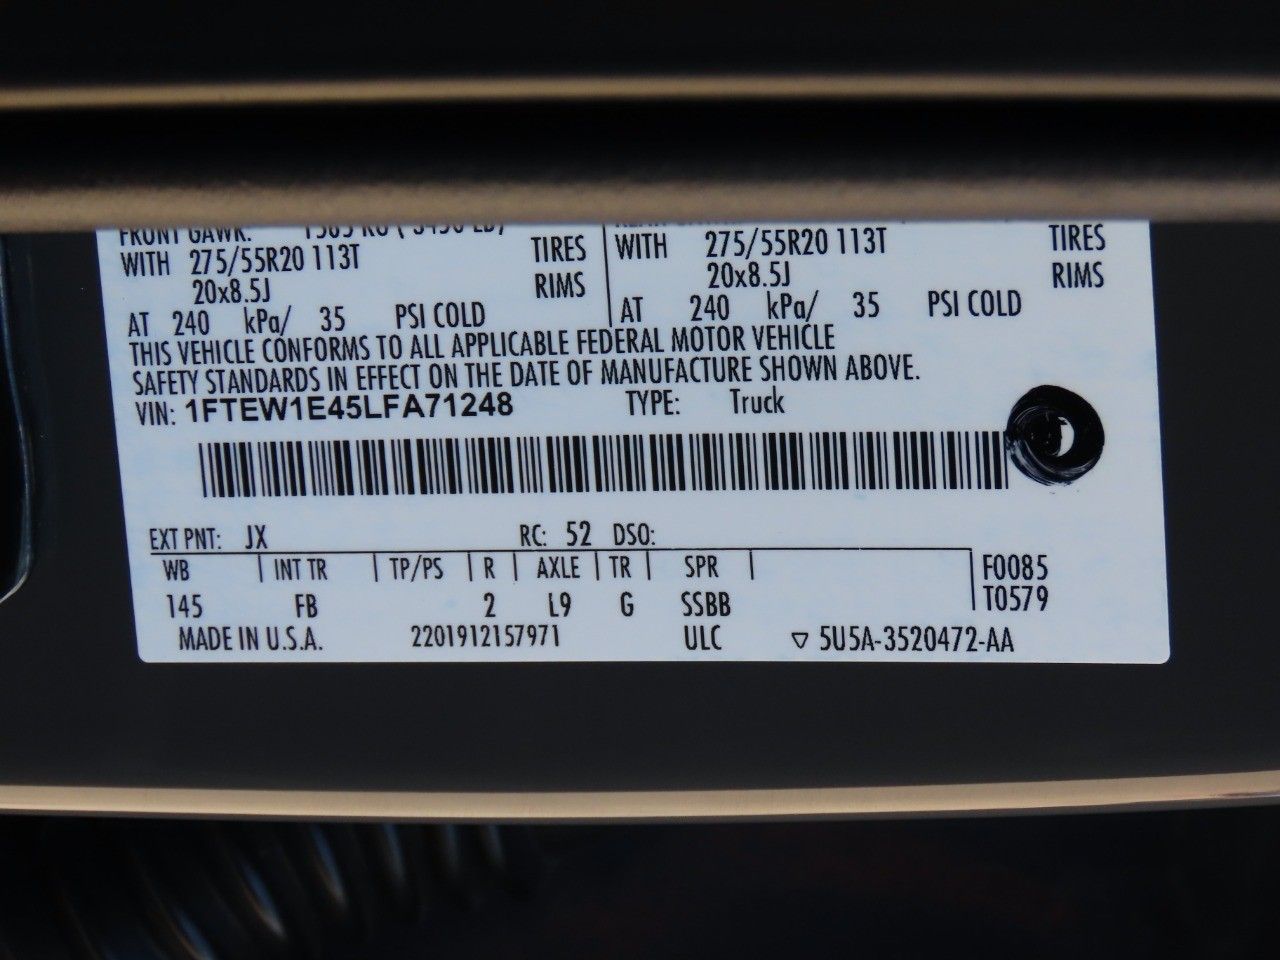 FRONT GAWR:
WITH 275/55R20 113T TIRES
20x8.5J RIMS
AT 240 kPa/ 35 PSI COLD
WITH 275/55R20 113T TIRES
20x8.5J RIMS
AT 240 kPa/ 35 PSI COLD
THIS VEHICLE CONFORMS TO ALL APPLICABLE FEDERAL MOTOR VEHICLE
SAFETY STANDARDS IN EFFECT ON THE DATE OF MANUFACTURE SHOWN ABOVE.
VIN: 1FTEW1E45LFA71248 TYPE: Truck
EXT PNT: JX RC: 52 DSO:
WB INT TR TP/PS R AXLE TR SPR F0085
145 FB 2 L9 G SSBB T0579
MADE IN U.S.A. 2201912157971 ULC ▽ 5U5A-3520472-AA